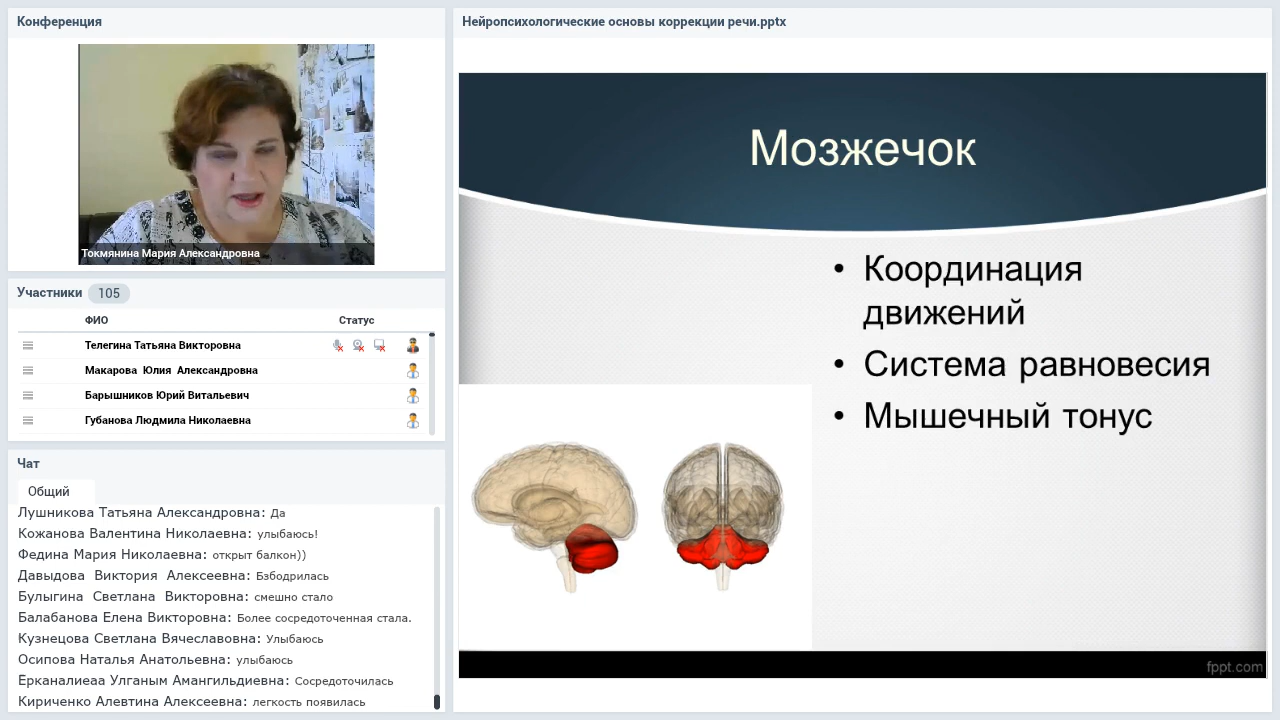 Конференция
Токмянина Мария Александровна
Участники 105
ФИО Статус
Телегина Татьяна Викторовна
Макарова Юлия Александровна
Барышников Юрий Витальевич
Губанова Людмила Николаевна
Чат
Общий
Лушникова Татьяна Александровна: Да
Кожанова Валентина Николаевна: улыбаюсь!
Федина Мария Николаевна: открыт балкон))
Давыдова Виктория Алексеевна: Бзбодрилась
Булыгина Светлана Викторовна: смешно стало
Балабанова Елена Викторовна: Более сосредоточенная стала.
Кузнецова Светлана Вячеславовна: Улыбаюсь
Осипова Наталья Анатольевна: улыбаюсь
Ерканалиеаа Улганым Амангильдиевна: Сосредоточилась
Кириченко Алевтина Алексеевна: легкость появилась
Нейропсихологические основы коррекции речи.pptx
Мозжечок
• Координация
движений
• Система равновесия
• Мышечный тонус
fppt.com